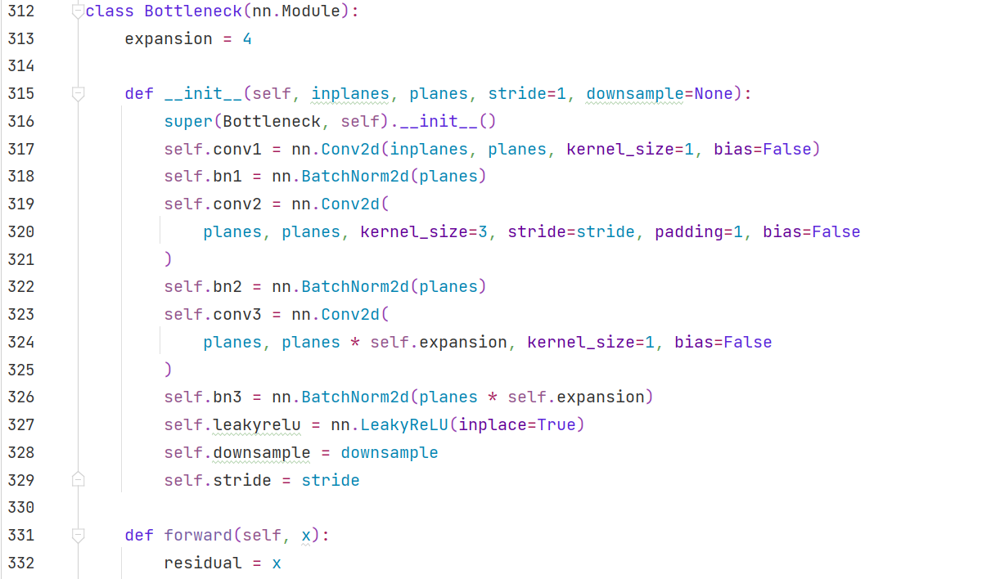 312 class Bottleneck(nn.Module):
313     expansion = 4
314
315     def __init__(self, inplanes, planes, stride=1, downsample=None):
316         super(Bottleneck, self).__init__()
317         self.conv1 = nn.Conv2d(inplanes, planes, kernel_size=1, bias=False)
318         self.bn1 = nn.BatchNorm2d(planes)
319         self.conv2 = nn.Conv2d(
320             planes, planes, kernel_size=3, stride=stride, padding=1, bias=False
321         )
322         self.bn2 = nn.BatchNorm2d(planes)
323         self.conv3 = nn.Conv2d(
324             planes, planes * self.expansion, kernel_size=1, bias=False
325         )
326         self.bn3 = nn.BatchNorm2d(planes * self.expansion)
327         self.leakyrelu = nn.LeakyReLU(inplace=True)
328         self.downsample = downsample
329         self.stride = stride
330
331     def forward(self, x):
332         residual = x